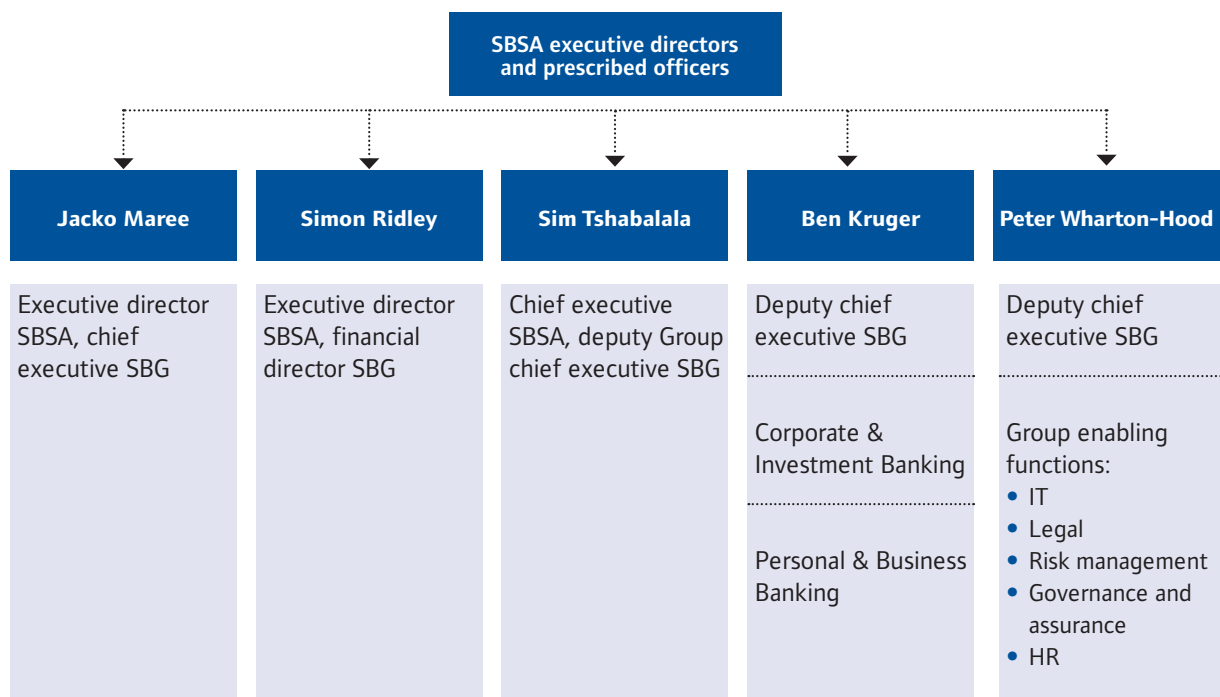 SBSA executive directors
and prescribed officers
Jacko Maree
Executive director
SBSA, chief
executive SBG
Simon Ridley
Executive director
SBSA, financial
director SBG
Sim Tshabalala
Chief executive
SBSA, deputy Group
chief executive SBG
Ben Kruger
Deputy chief
executive SBG
Corporate &
Investment Banking
Personal & Business
Banking
Peter Wharton-Hood
Deputy chief
executive SBG
Group enabling
functions:
• IT
• Legal
• Risk management
• Governance and
assurance
• HR